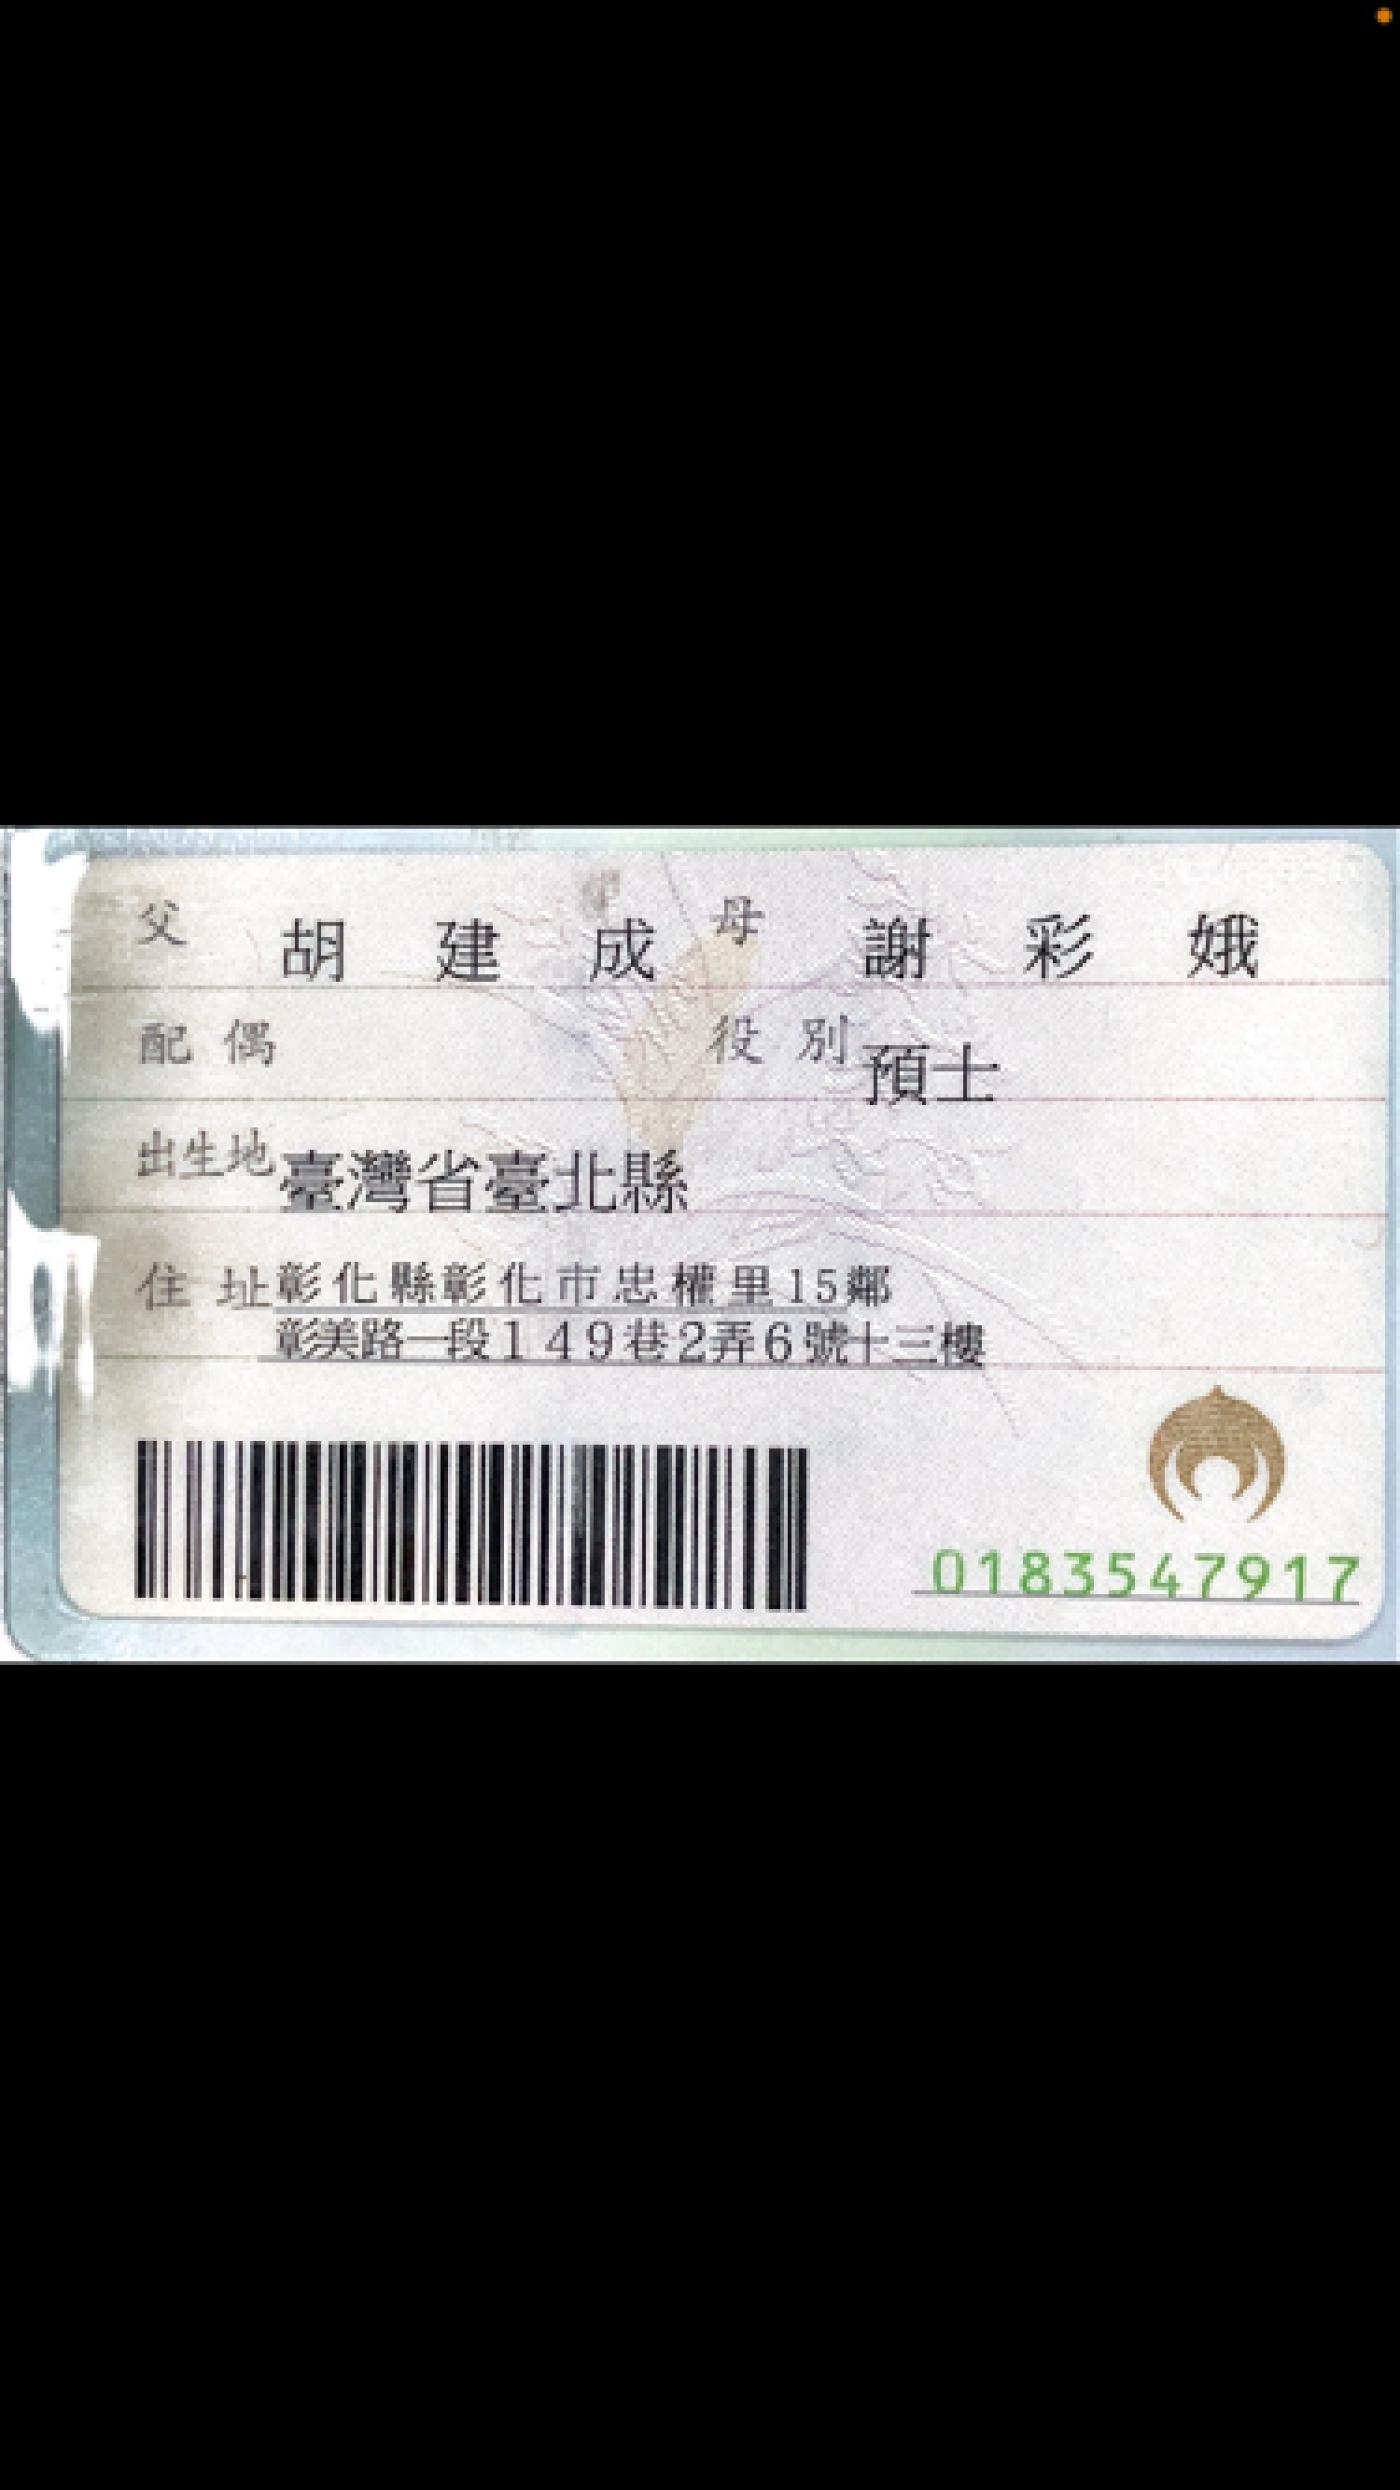 父 胡建成 母 謝彩娥
配偶 役別 預士
出生地 臺灣省臺北縣
住址 彰化縣彰化市忠權里15鄰
彰美路一段149巷2弄6號十三樓
0183547917